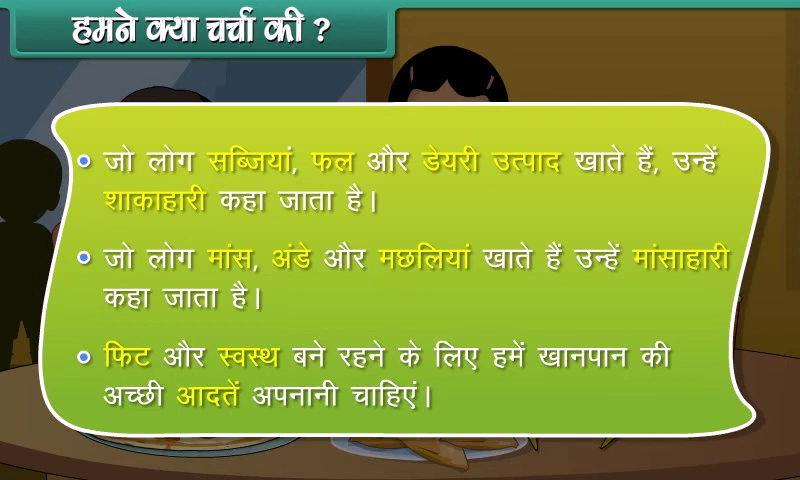 हमने क्या चर्चा की ?
जो लोग सब्जियां, फल और डेयरी उत्पाद खाते हैं, उन्हें
शाकाहारी कहा जाता है।
जो लोग मांस, अंडे और मछलियां खाते हैं उन्हें मांसाहारी
कहा जाता है।
फिट और स्वस्थ बने रहने के लिए हमें खानपान की
अच्छी आदतें अपनानी चाहिएं।